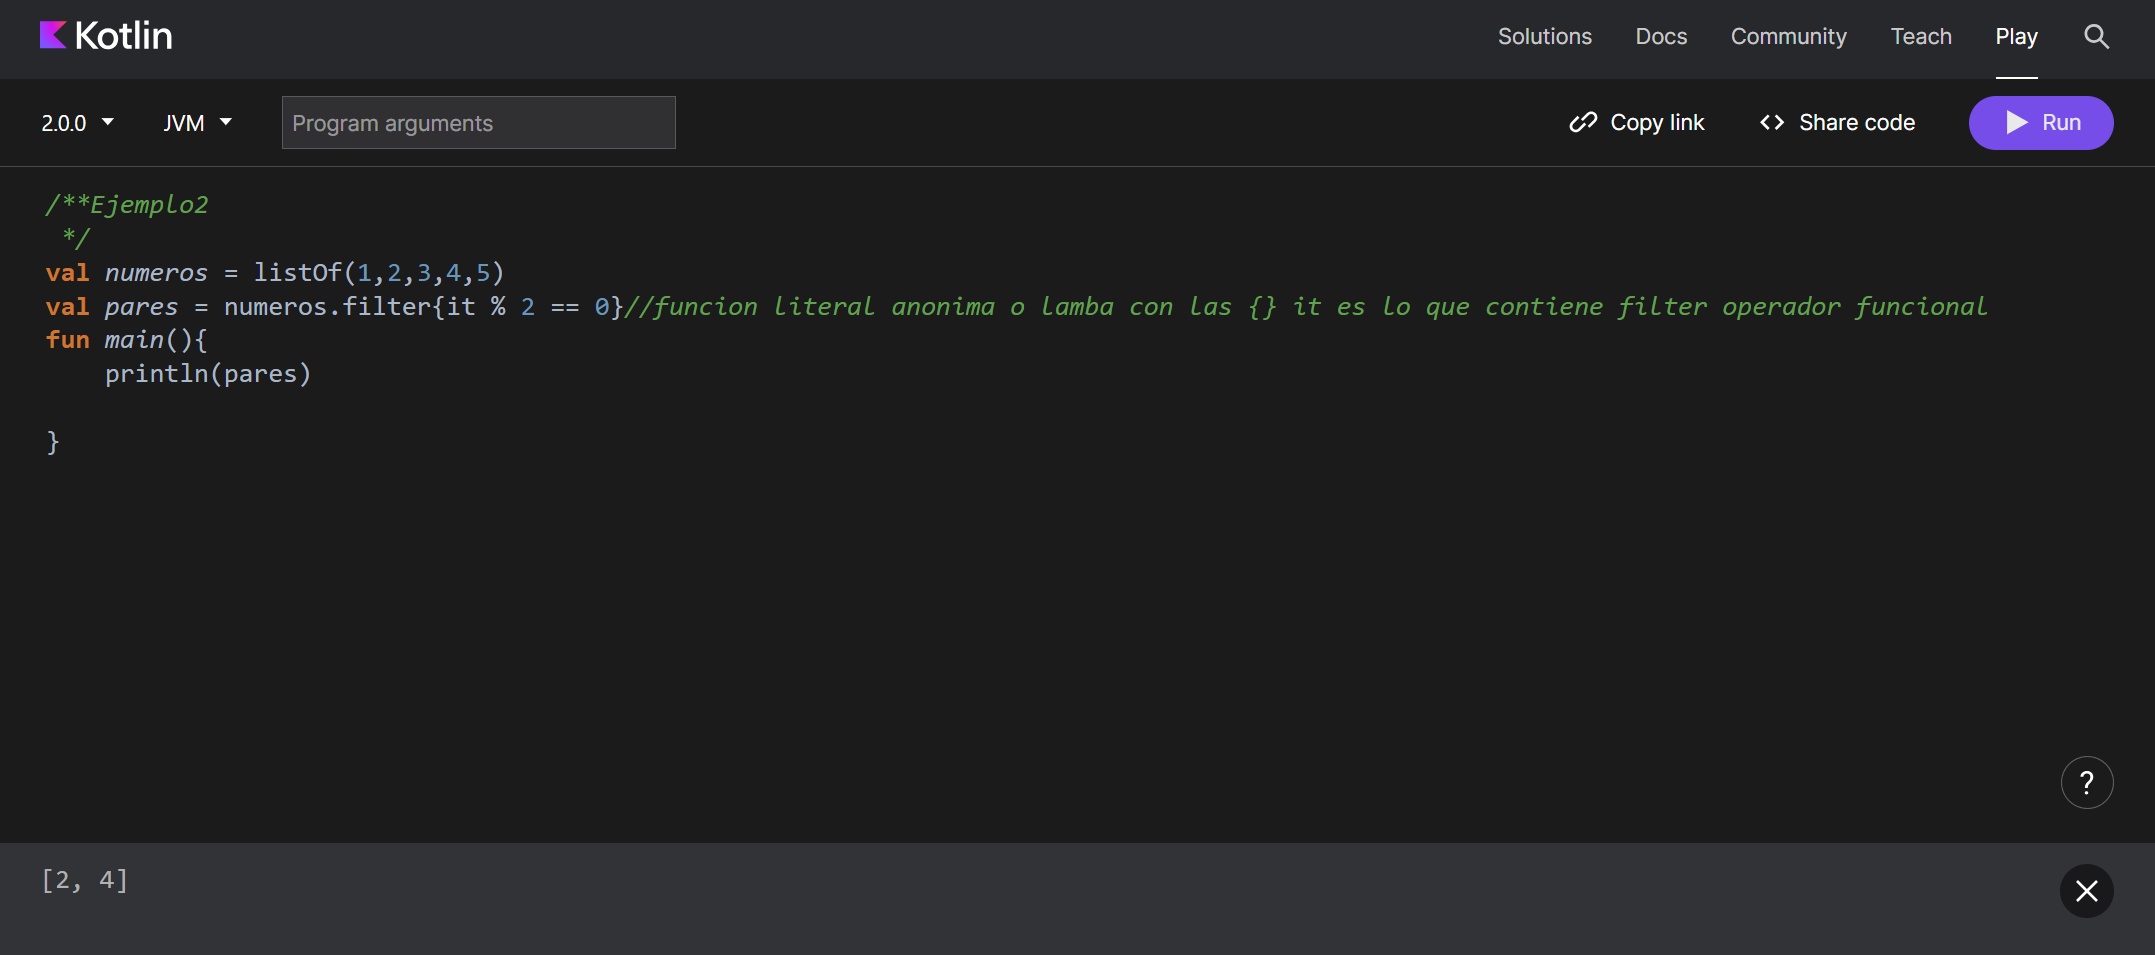 Kotlin
Solutions Docs Community Teach Play
2.0.0 JVM Program arguments Copy link <> Share code Run
/**Ejemplo2
 */
val numeros = listOf(1,2,3,4,5)
val pares = numeros.filter{it % 2 == 0}//funcion literal anonima o lamba con las {} it es lo que contiene filter operador funcional
fun main(){
    println(pares)
}
?
[2, 4]